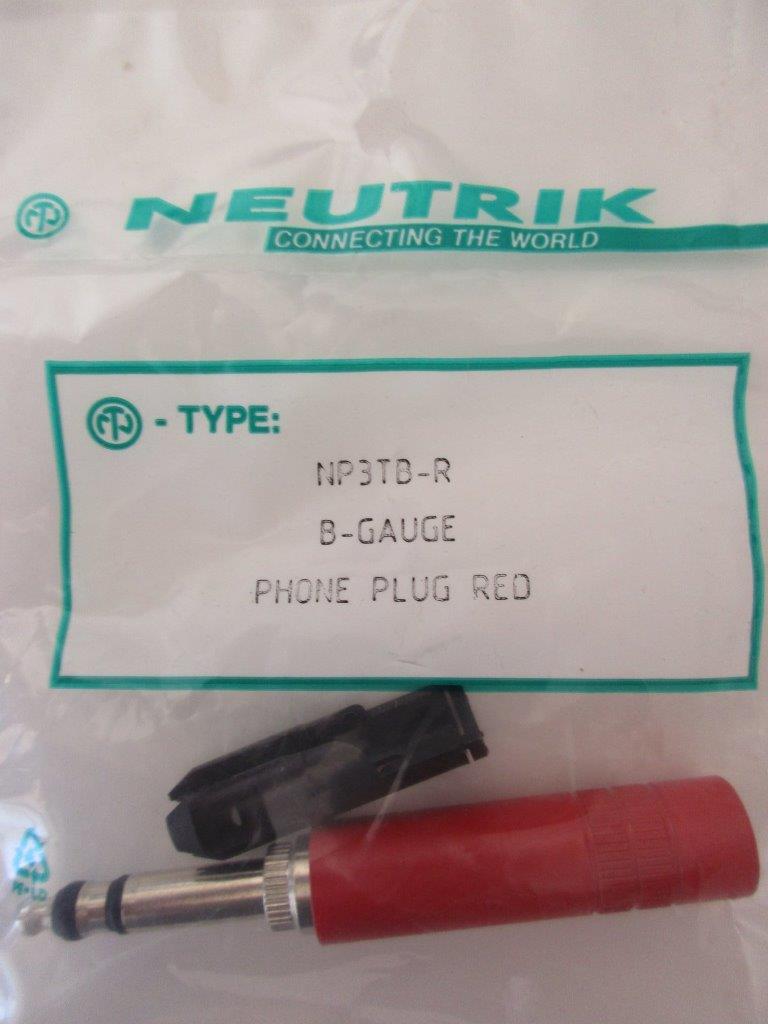 NEUTRIK
CONNECTING THE WORLD
- TYPE:
NP3TB-R
B-GAUGE
PHONE PLUG RED